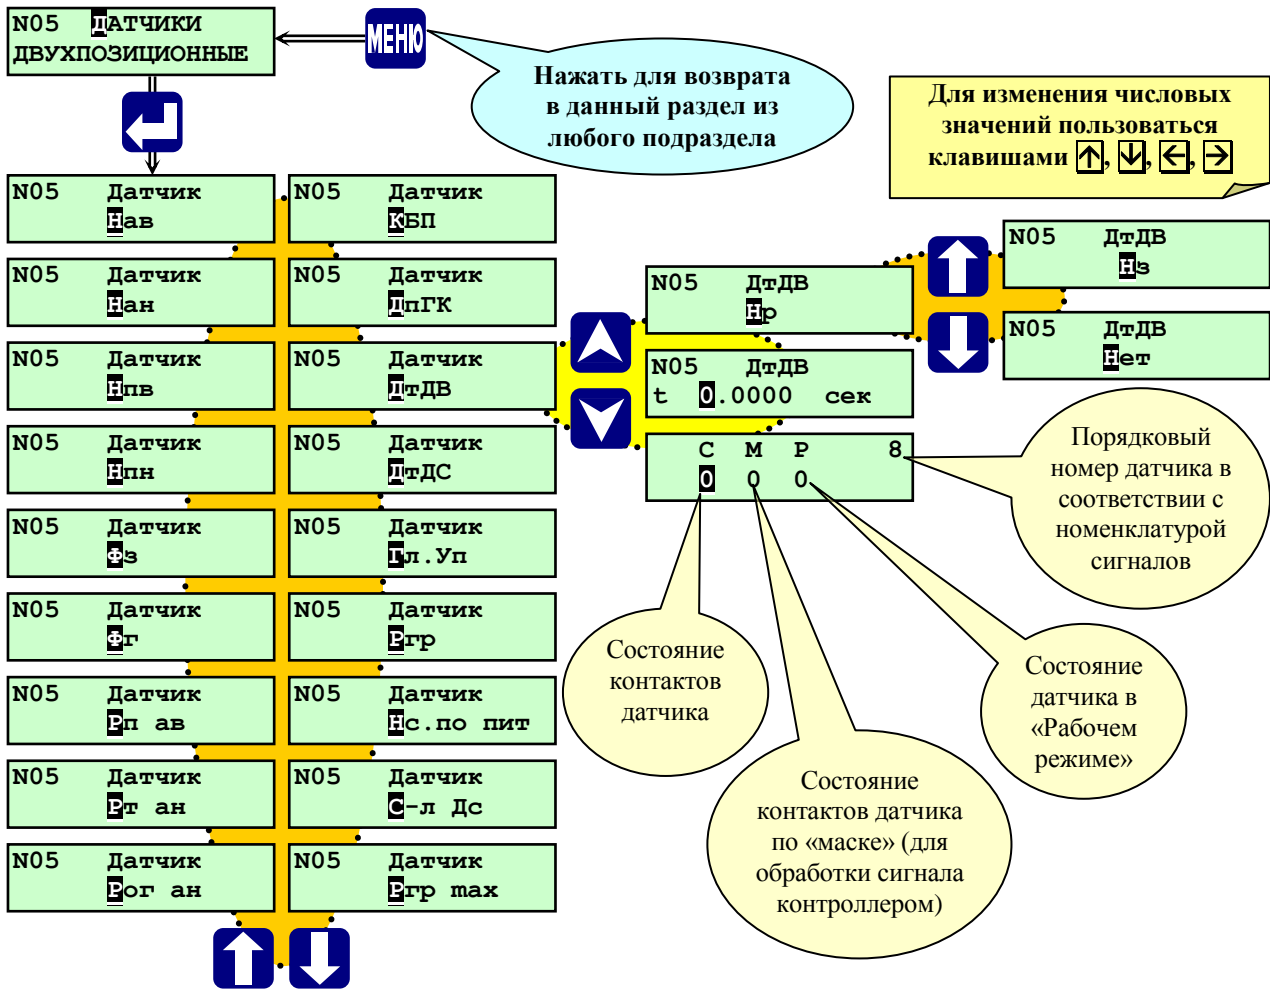 N05 ДАТЧИКИ
ДВУХПОЗИЦИОННЫЕ
МЕНЮ
Нажать для возврата
в данный раздел из
любого подраздела
Для изменения числовых
значений пользоваться
клавишами ↑, ↓, ←, →
N05 Датчик
Нав
N05 Датчик
Нан
N05 Датчик
Нпв
N05 Датчик
Нпн
N05 Датчик
Фз
N05 Датчик
Фг
N05 Датчик
Рп ав
N05 Датчик
Рт ан
N05 Датчик
Рог ан
N05 Датчик
КБП
N05 Датчик
ДпГК
N05 Датчик
ДтДВ
N05 Датчик
ДтДС
N05 Датчик
Гл.Уп
N05 Датчик
Ргр
N05 Датчик
Нс.по пит
N05 Датчик
С-л Дс
N05 Датчик
Ргр max
N05 ДтДВ
Нр
N05 ДтДВ
t 0.0000 сек
С М Р 8
0 0 0
N05 ДтДВ
Нз
N05 ДтДВ
Нет
Порядковый
номер датчика в
соответствии с
номенклатурой
сигналов
Состояние
контактов
датчика
Состояние
датчика в
«Рабочем
режиме»
Состояние
контактов датчика
по «маске» (для
обработки сигнала
контроллером)